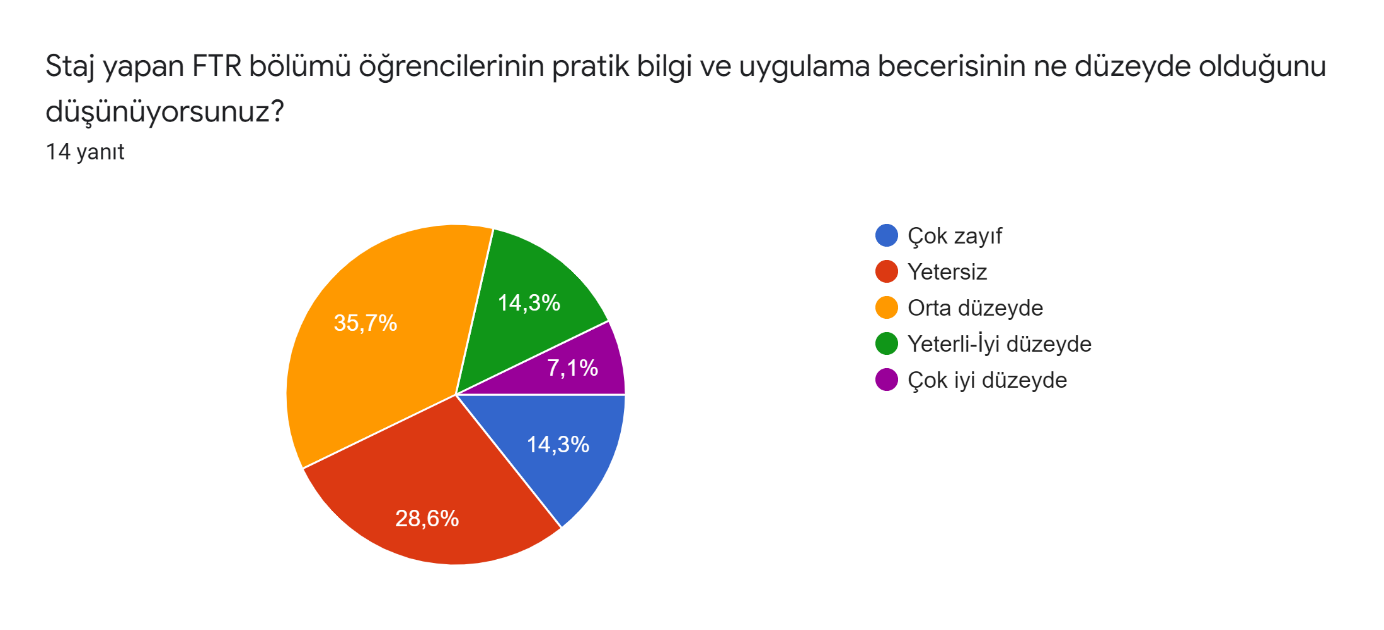 Staj yapan FTR bölümü öğrencilerinin pratik bilgi ve uygulama becerisinin ne düzeyde olduğunu
düşünüyorsunuz?
14 yanıt
Çok zayıf
Yetersiz
Orta düzeyde
Yeterli-İyi düzeyde
Çok iyi düzeyde
14,3%
35,7%
7,1%
14,3%
28,6%